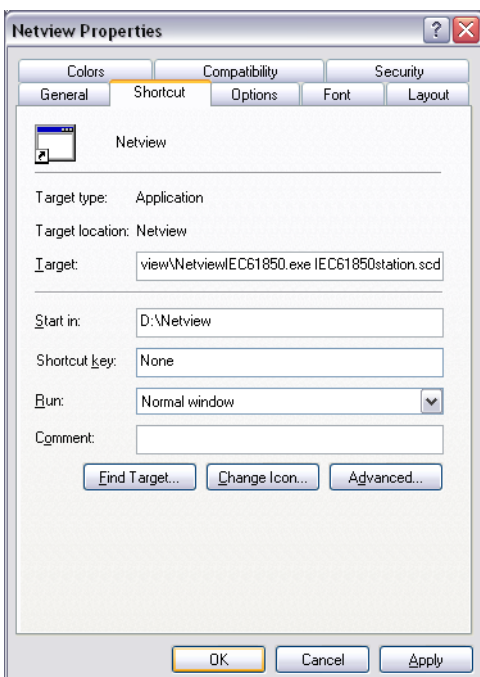 Netview Properties
Colors Compatibility Security
General Shortcut Options Font Layout
Netview
Target type: Application
Target location: Netview
Target: view\NetviewIEC61850.exe IEC61850station.scd
Start in: D:\Netview
Shortcut key: None
Run: Normal window
Comment:
Find Target... Change Icon... Advanced...
OK Cancel Apply